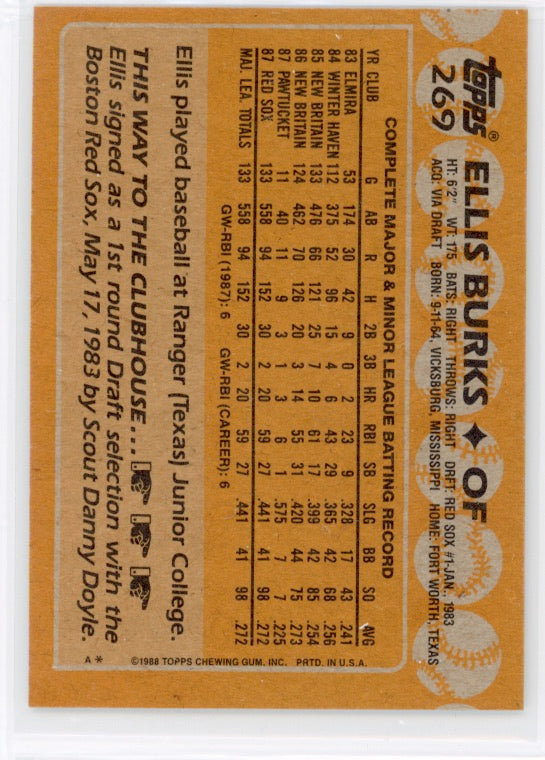 topps®
269
ELLIS BURKS ✦ OF
HT: 6'2" WT: 175 BATS: RIGHT THROWS: RIGHT DRFT: RED SOX #1-JAN., 1983
ACQ: VIA DRAFT BORN: 9-11-64, VICKSBURG, MISSISSIPPI HOME: FORT WORTH, TEXAS
COMPLETE MAJOR & MINOR LEAGUE BATTING RECORD
YR CLUB G AB R H 2B 3B HR RBI SB SLG BB SO AVG
83 ELMIRA 53 174 30 42 9 0 2 23 9 .328 17 43 .241
84 WINTER HAVEN 112 375 52 96 15 4 6 43 29 .365 42 68 .256
85 NEW BRITAIN 133 476 66 121 25 7 10 61 17 .399 42 85 .254
86 NEW BRITAIN 124 462 70 126 20 3 14 55 31 .420 44 75 .273
87 PAWTUCKET 11 40 11 9 3 1 3 6 1 .575 7 7 .225
87 RED SOX 133 558 94 152 30 2 20 59 27 .441 41 98 .272
MAJ. LEA. TOTALS 133 558 94 152 30 2 20 59 27 .441 41 98 .272
GW-RBI (1987): 6 GW-RBI (CAREER): 6
Ellis played baseball at Ranger (Texas) Junior College.
THIS WAY TO THE CLUBHOUSE...
Ellis signed as a 1st round Draft selection with the
Boston Red Sox, May 17, 1983 by Scout Danny Doyle.
A* ©1988 TOPPS CHEWING GUM, INC. PRTD. IN U.S.A.